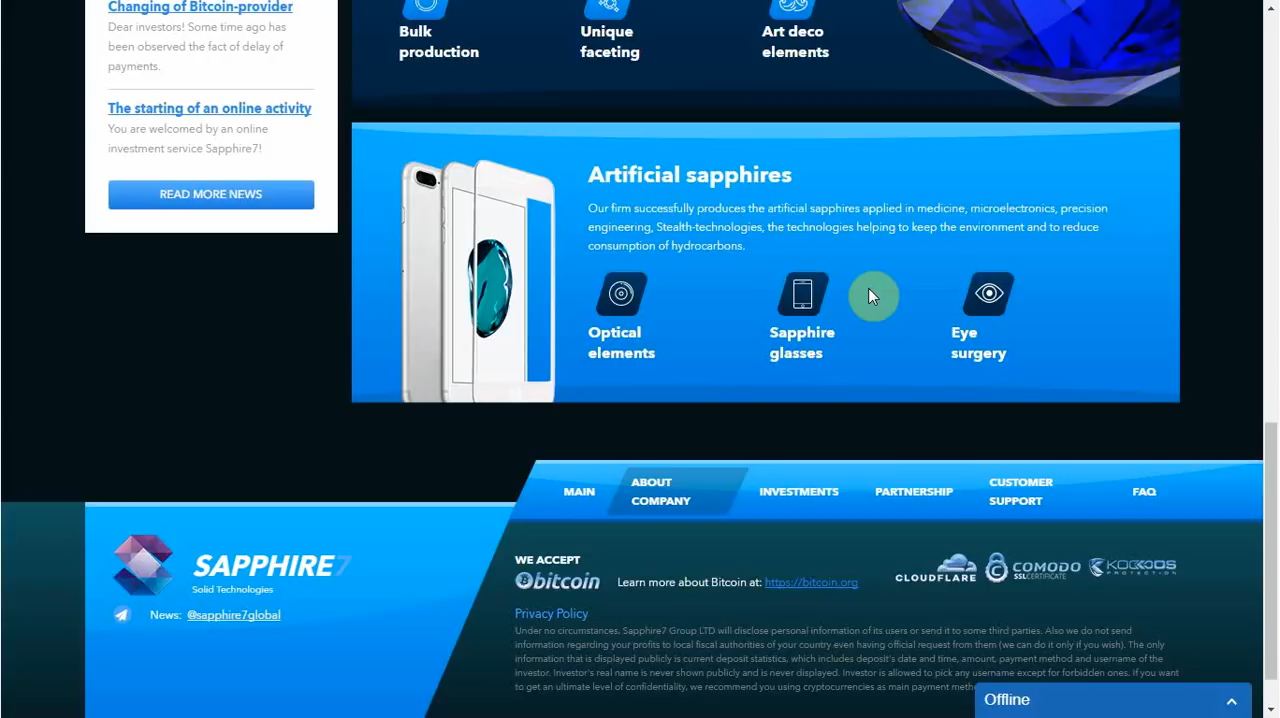 Changing of Bitcoin-provider
Dear investors! Some time ago has
been observed the fact of delay of
payments.
The starting of an online activity
You are welcomed by an online
investment service Sapphire7!
READ MORE NEWS
Bulk
production
Unique
faceting
Art deco
elements
Artificial sapphires
Our firm successfully produces the artificial sapphires applied in medicine, microelectronics, precision
engineering, Stealth-technologies, the technologies helping to keep the environment and to reduce
consumption of hydrocarbons.
Optical
elements
Sapphire
glasses
Eye
surgery
MAIN
ABOUT
COMPANY
INVESTMENTS
PARTNERSHIP
CUSTOMER
SUPPORT
FAQ
SAPPHIRE7
Solid Technologies
News: @sapphire7global
WE ACCEPT
bitcoin
Learn more about Bitcoin at: https://bitcoin.org
CLOUDFLARE
COMODO
SSL CERTIFICATE
KODDOS
PROTECTION
Privacy Policy
Under no circumstances, Sapphire7 Group LTD will disclose personal information of its users or send it to some third parties. Also we do not send
information regarding your profits to local fiscal authorities of your country even having official request from them (we can do it only if you wish). The only
information that is displayed publicly is current deposit statistics, which includes deposit's date and time, amount, payment method and username of the
investor. Investor's real name is never shown publicly and is never displayed. Investor is allowed to pick any username except for forbidden ones. If you want
to get an ultimate level of confidentiality, we recommend you using cryptocurrencies as main payment
Offline